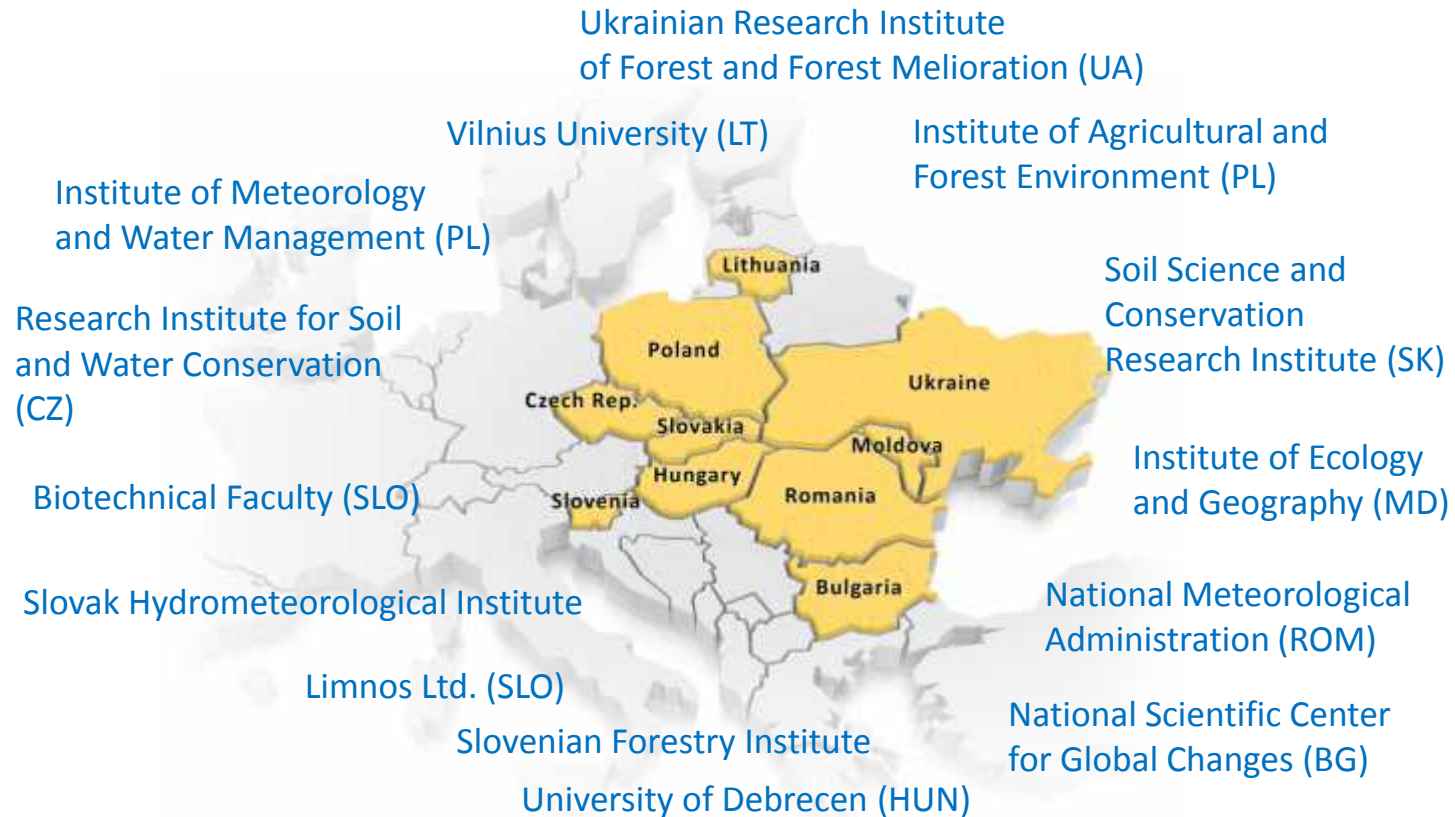 Ukrainian Research Institute
of Forest and Forest Melioration (UA)
Vilnius University (LT)
Institute of Agricultural and
Forest Environment (PL)
Institute of Meteorology
and Water Management (PL)
Lithuania
Soil Science and
Conservation
Research Institute (SK)
Research Institute for Soil
and Water Conservation
(CZ)
Poland
Ukraine
Czech Rep.
Slovakia
Moldova
Hungary
Romania
Slovenia
Institute of Ecology
and Geography (MD)
Biotechnical Faculty (SLO)
Bulgaria
Slovak Hydrometeorological Institute
National Meteorological
Administration (ROM)
Limnos Ltd. (SLO)
National Scientific Center
for Global Changes (BG)
Slovenian Forestry Institute
University of Debrecen (HUN)